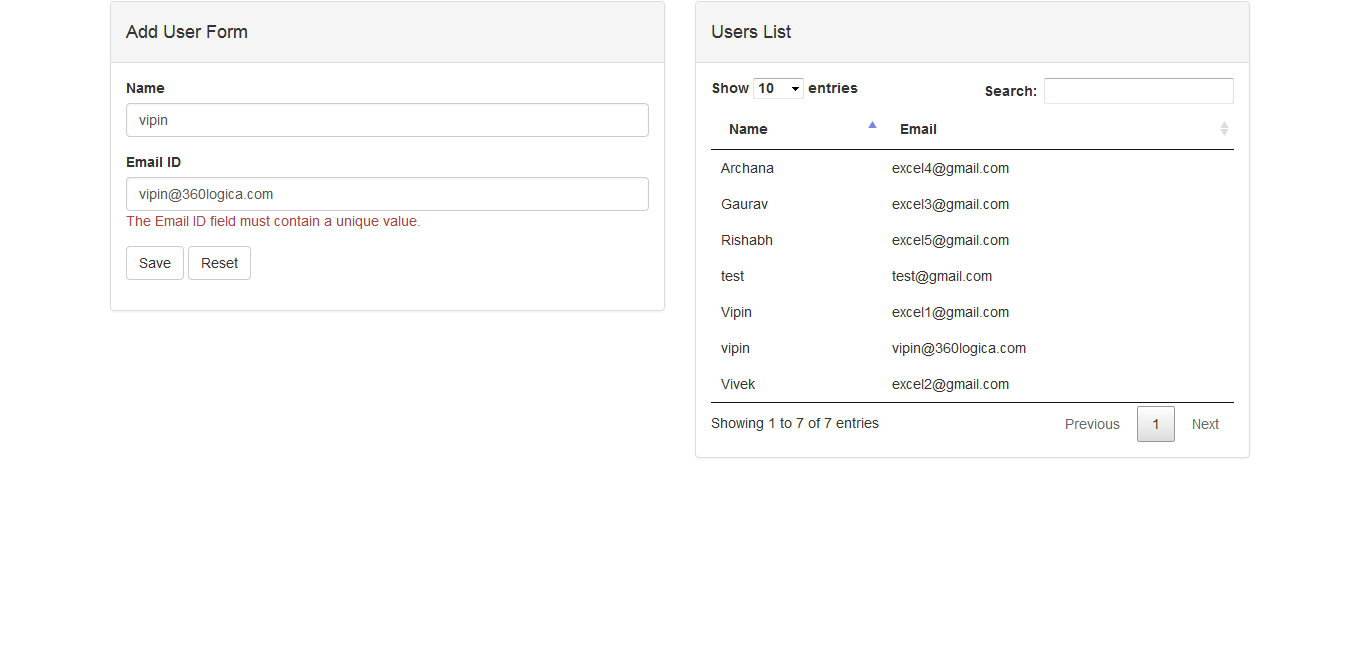 Add User Form
Name
vipin
Email ID
vipin@360logica.com
The Email ID field must contain a unique value.
Save Reset
Users List
Show 10 entries Search:
Name Email
Archana excel4@gmail.com
Gaurav excel3@gmail.com
Rishabh excel5@gmail.com
test test@gmail.com
Vipin excel1@gmail.com
vipin vipin@360logica.com
Vivek excel2@gmail.com
Showing 1 to 7 of 7 entries Previous 1 Next